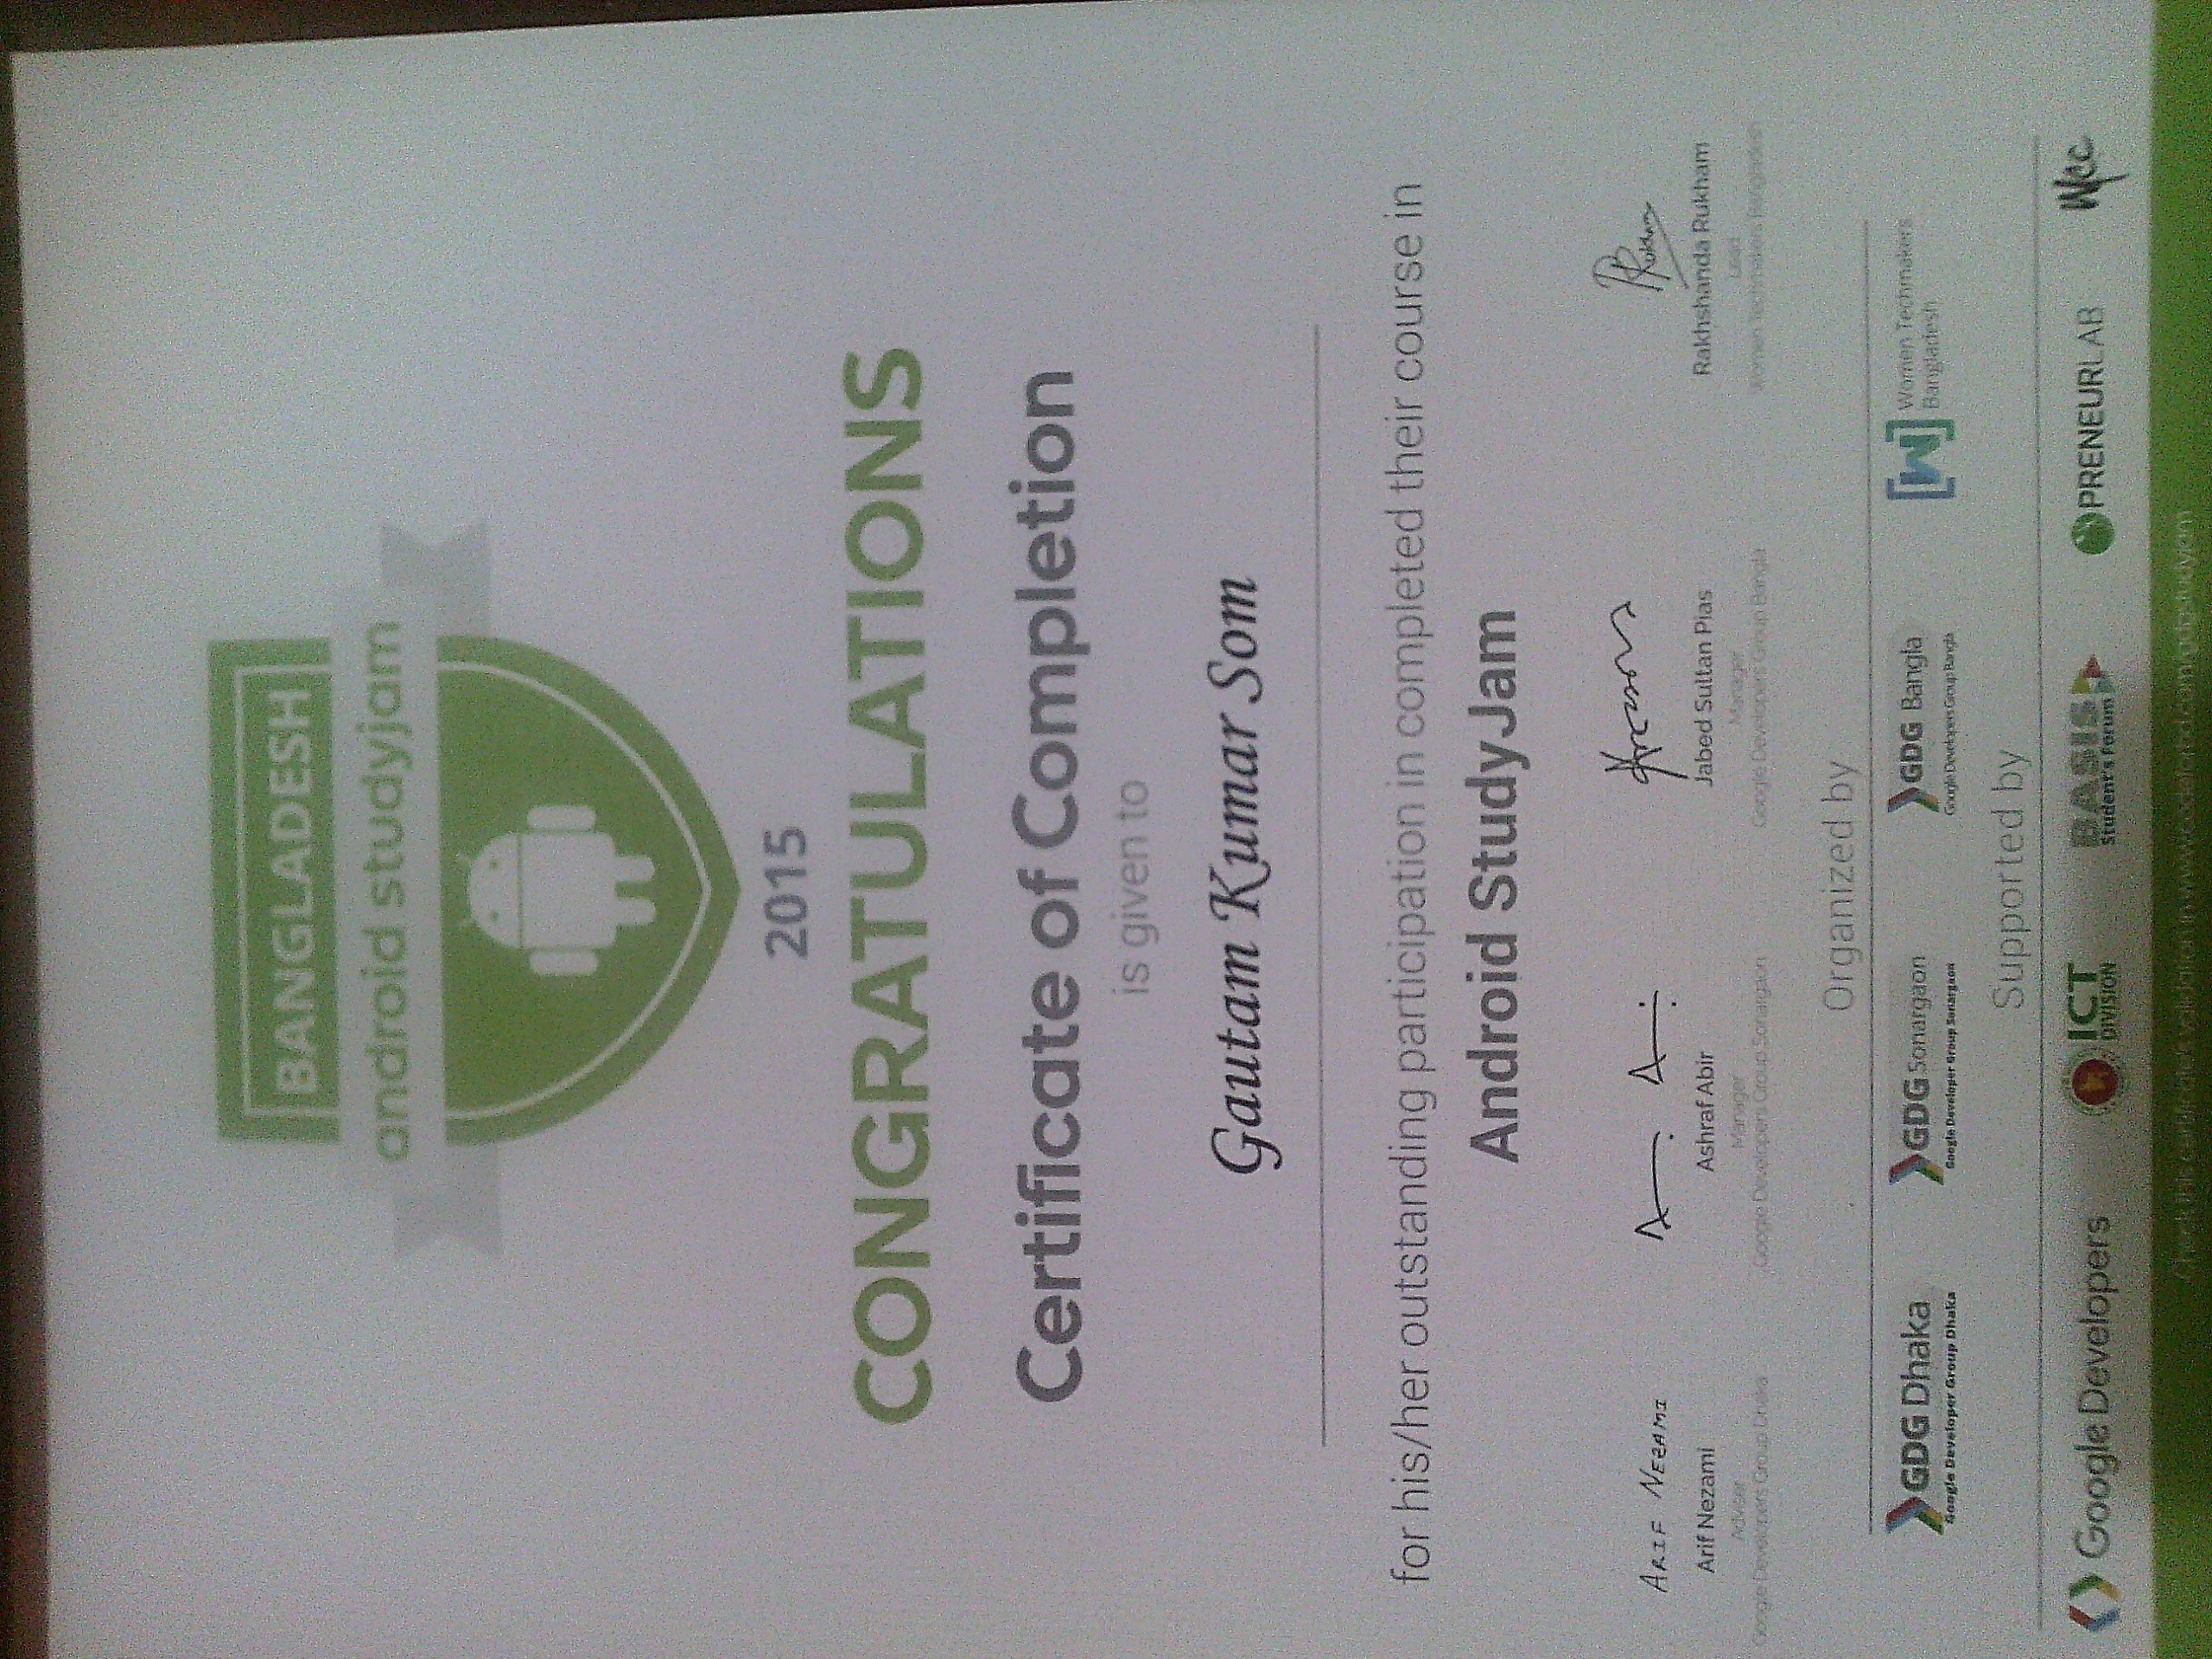 BANGLADESH
android studyjam
2015
CONGRATULATIONS
Certificate of Completion
is given to
Gautam Kumar Som
for his/her outstanding participation in completed their course in
Android StudyJam
ARIF NEZAMI
Rukham
Arif Nezami Ashraf Abir Jabed Sultan Pias Rakhshanda Rukham
Adviser Manager Manager Lead
Google Developers Group Dhaka Google Developers Group Sonargaon Google Developers Group Bangla Women Techmakers Bangladesh
Organized by
GDG Dhaka GDG Sonargaon GDG Bangla Women Techmakers
Google Developer Group Dhaka Google Developer Group Sonargaon Google Developers Group Bangla Bangladesh
Supported by
Google Developers ICT DIVISION BASIS Student's Forum PRENEURLAB Wcc
Check this certificate's validation in www.codeforbd.com/gdgstudyjam